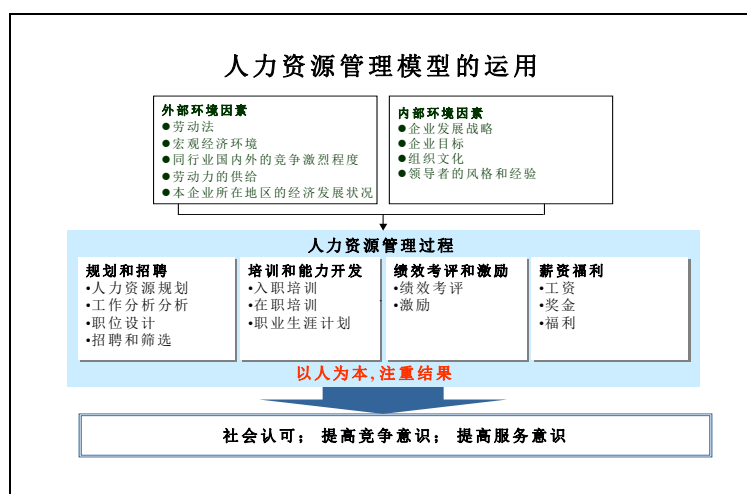 人力资源管理模型的运用
外部环境因素
●劳动法
●宏观经济环境
●同行业国内外的竞争激烈程度
●劳动力的供给
●本企业所在地区的经济发展状况
内部环境因素
●企业发展战略
●企业目标
●组织文化
●领导者的风格和经验
人力资源管理过程
规划和招聘
•人力资源规划
•工作分析分析
•职位设计
•招聘和筛选
培训和能力开发
•入职培训
•在职培训
•职业生涯计划
绩效考评和激励
•绩效考评
•激励
薪资福利
•工资
•奖金
•福利
以人为本,注重结果
社会认可; 提高竞争意识; 提高服务意识